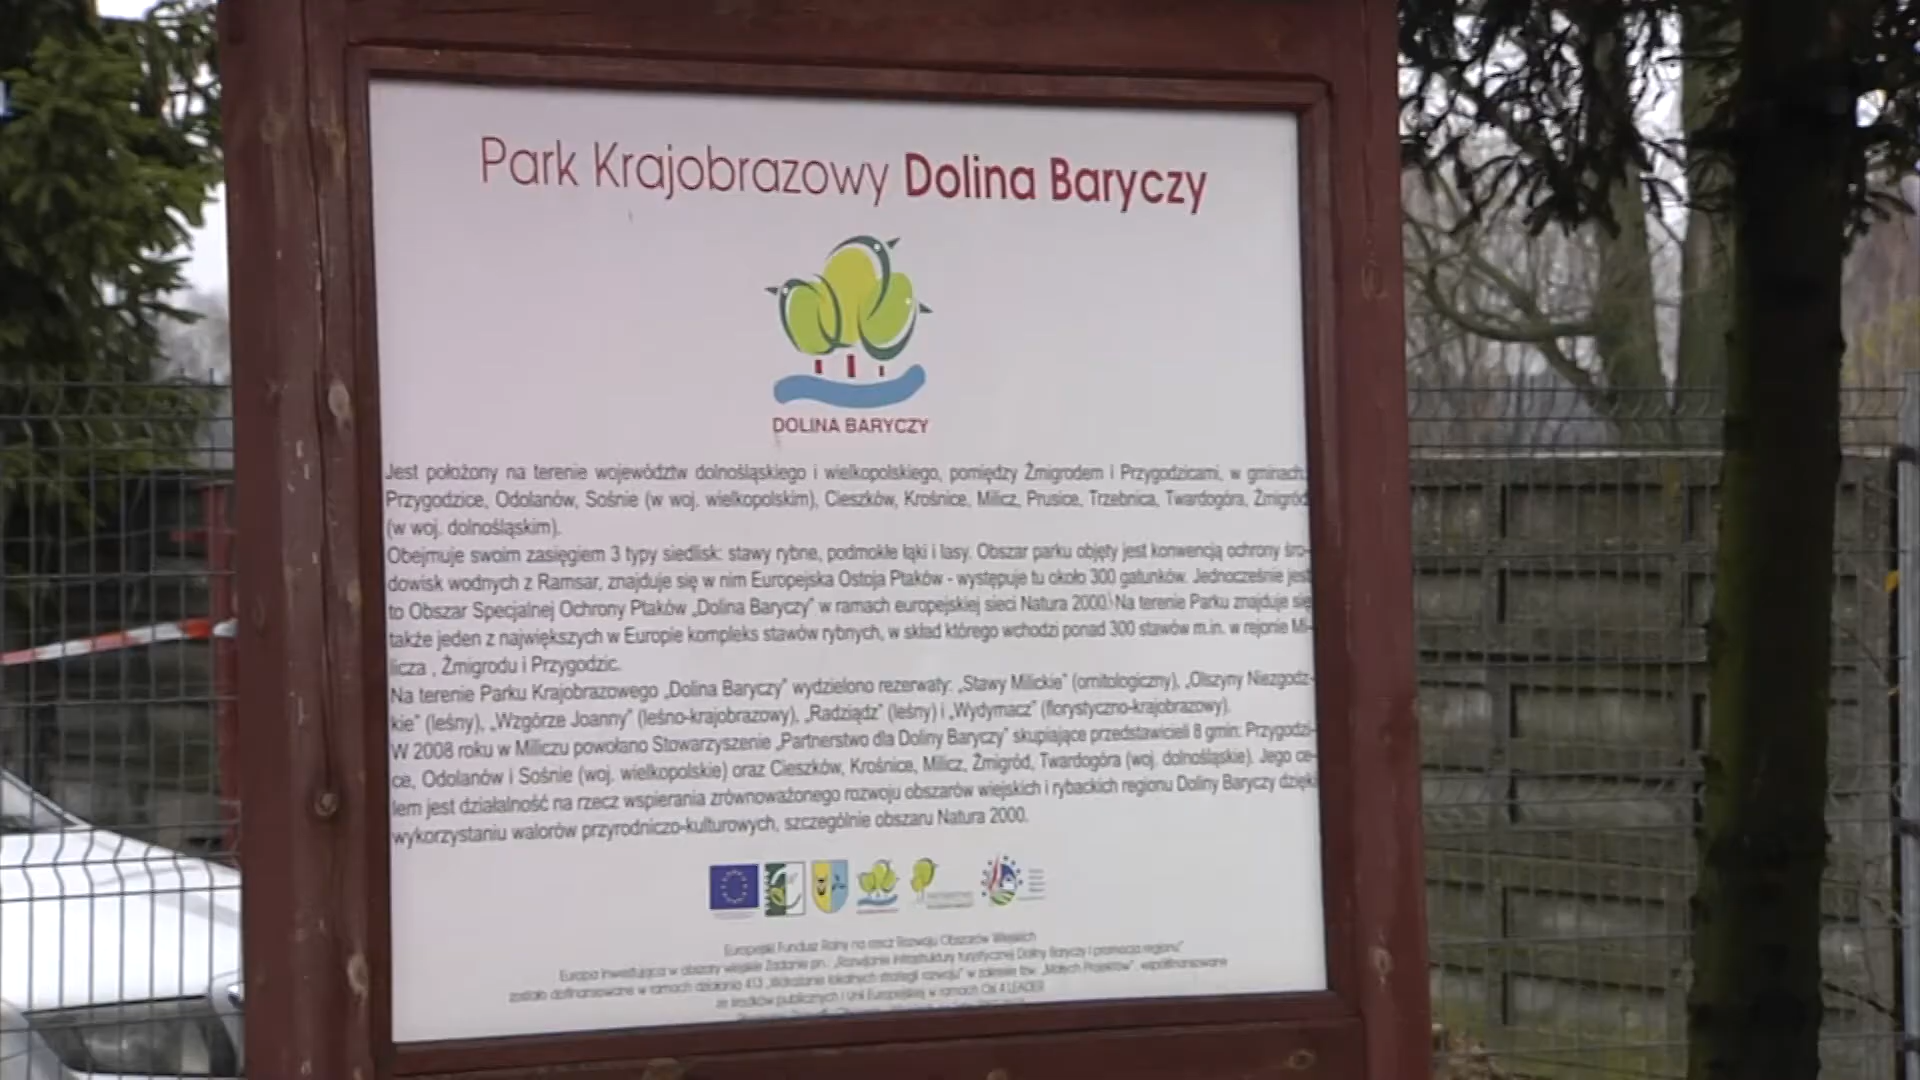 Park Krajobrazowy Dolina Baryczy
DOLINA BARYCZY
Jest położony na terenie województw dolnośląskiego i wielkopolskiego, pomiędzy Żmigrodem i Przygodzicami, w gminach:
Przygodzice, Odolanów, Sośnie (w woj. wielkopolskim), Cieszków, Krośnice, Milicz, Prusice, Trzebnica, Twardogóra, Żmigród
(w woj. dolnośląskim).
Obejmuje swoim zasięgiem 3 typy siedlisk: stawy rybne, podmokłe łąki i lasy. Obszar parku objęty jest konwencją ochrony śro-
dowisk wodnych z Ramsar, znajduje się w nim Europejska Ostoja Ptaków - występuje tu około 300 gatunków. Jednocześnie jest
to Obszar Specjalnej Ochrony Ptaków „Dolina Baryczy" w ramach europejskiej sieci Natura 2000. Na terenie Parku znajduje się
także jeden z największych w Europie kompleks stawów rybnych, w skład którego wchodzi ponad 300 stawów m.in. w rejonie Mi-
licza , Żmigrodu i Przygodzic.
Na terenie Parku Krajobrazowego „Dolina Baryczy" wydzielono rezerwaty: „Stawy Milickie" (ornitologiczny), „Olszyny Niezgodz-
kie" (leśny), „Wzgórze Joanny" (leśno-krajobrazowy), „Radziądz" (leśny) i „Wydymacz" (florystyczno-krajobrazowy).
W 2008 roku w Miliczu powołano Stowarzyszenie „Partnerstwo dla Doliny Baryczy" skupiające przedstawicieli 8 gmin: Przygodzi-
ce, Odolanów i Sośnie (woj. wielkopolskie) oraz Cieszków, Krośnice, Milicz, Żmigród, Twardogóra (woj. dolnośląskie). Jego ce-
lem jest działalność na rzecz wspierania zrównoważonego rozwoju obszarów wiejskich i rybackich regionu Doliny Baryczy dzięki
wykorzystaniu walorów przyrodniczo-kulturowych, szczególnie obszaru Natura 2000.
Europejski Fundusz Rolny na rzecz Rozwoju Obszarów Wiejskich
Europa inwestująca w obszary wiejskie Zadanie pn.: „Rozwijanie infrastruktury turystycznej Doliny Baryczy i promocja regionu"
zostało dofinansowane w ramach działania 413 „Wdrażanie lokalnych strategii rozwoju" w zakresie tzw. „Małych Projektów", współfinansowane
ze środków publicznych i Unii Europejskiej w ramach Osi 4 LEADER